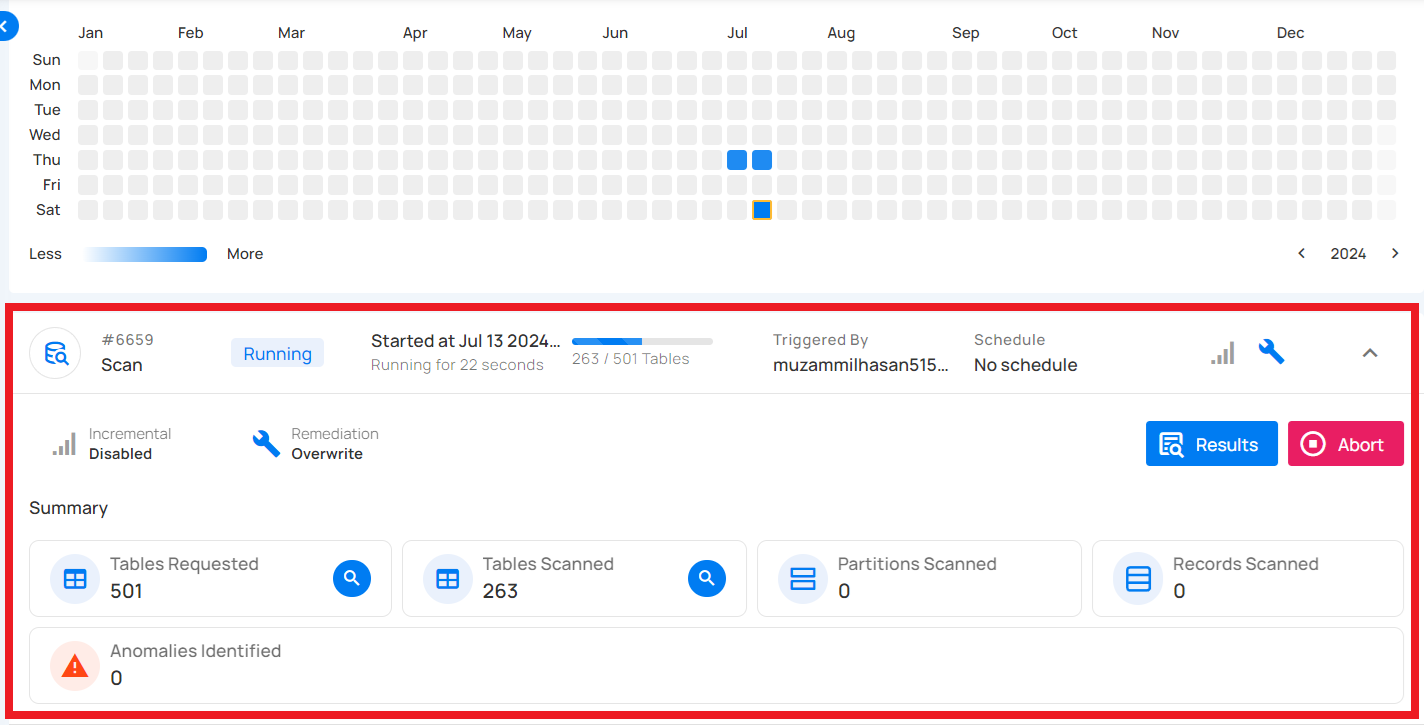 Jan Feb Mar Apr May Jun Jul Aug Sep Oct Nov Dec
Sun
Mon
Tue
Wed
Thu
Fri
Sat
Less More 2024
#6659
Scan
Running
Started at Jul 13 2024...
Running for 22 seconds
263 / 501 Tables
Triggered By
muzammilhasan515...
Schedule
No schedule
Incremental
Disabled
Remediation
Overwrite
Results
Abort
Summary
Tables Requested
501
Tables Scanned
263
Partitions Scanned
0
Records Scanned
0
Anomalies Identified
0